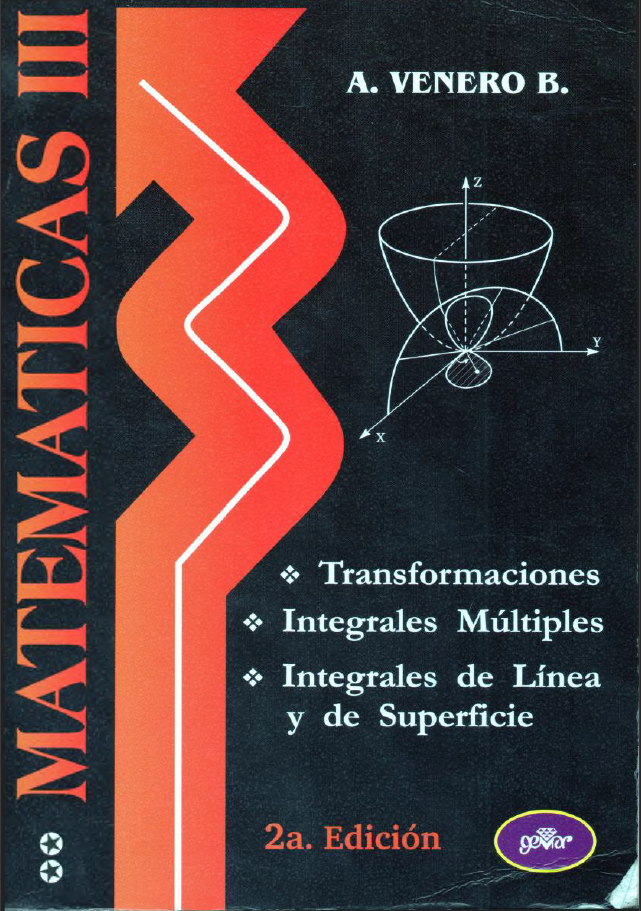 MATEMATICAS III
A. VENERO B.
Z
Y
X
❖ Transformaciones
❖ Integrales Múltiples
❖ Integrales de Línea
y de Superficie
2a. Edición
gemar